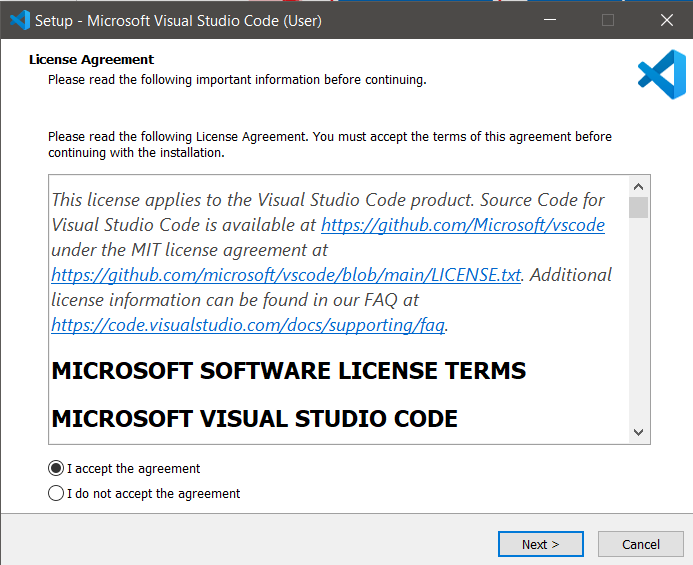 Setup - Microsoft Visual Studio Code (User)
License Agreement
Please read the following important information before continuing.
Please read the following License Agreement. You must accept the terms of this agreement before
continuing with the installation.
This license applies to the Visual Studio Code product. Source Code for
Visual Studio Code is available at https://github.com/Microsoft/vscode
under the MIT license agreement at
https://github.com/microsoft/vscode/blob/main/LICENSE.txt. Additional
license information can be found in our FAQ at
https://code.visualstudio.com/docs/supporting/faq.
MICROSOFT SOFTWARE LICENSE TERMS
MICROSOFT VISUAL STUDIO CODE
I accept the agreement
I do not accept the agreement
Next >
Cancel